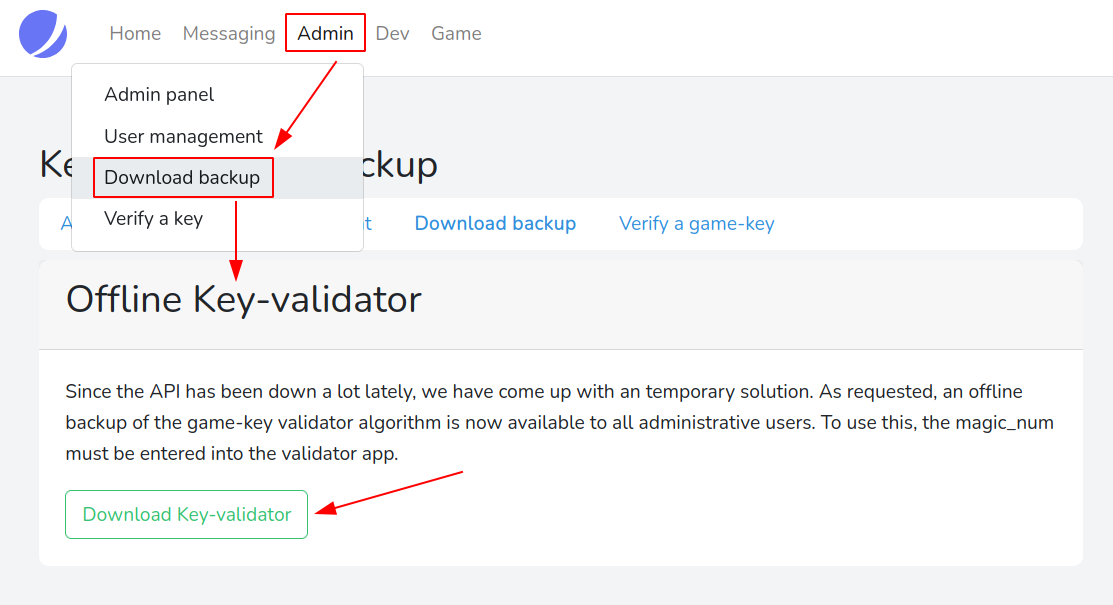 Home Messaging Admin Dev Game
Admin panel
User management
Download backup
Verify a key
Ke ckup
A t Download backup Verify a game-key
Offline Key-validator
Since the API has been down a lot lately, we have come up with an temporary solution. As requested, an offline
backup of the game-key validator algorithm is now available to all administrative users. To use this, the magic_num
must be entered into the validator app.
Download Key-validator